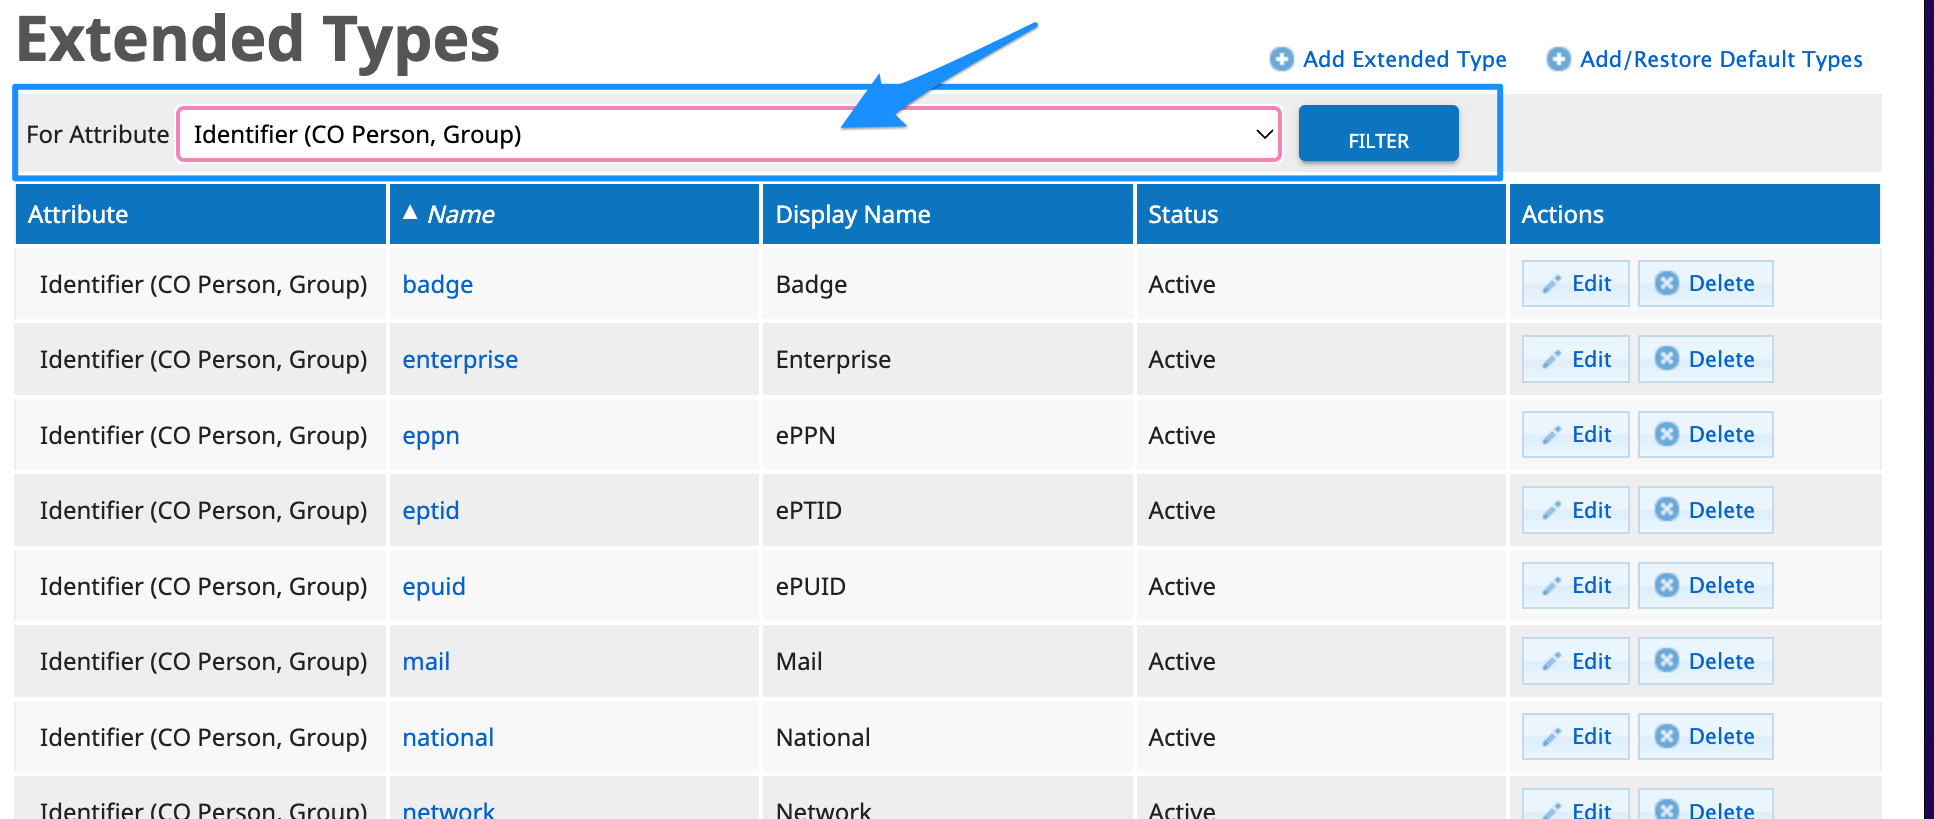 Extended Types
Add Extended Type Add/Restore Default Types
For Attribute Identifier (CO Person, Group) FILTER
Attribute ▲ Name Display Name Status Actions
Identifier (CO Person, Group) badge Badge Active Edit Delete
Identifier (CO Person, Group) enterprise Enterprise Active Edit Delete
Identifier (CO Person, Group) eppn ePPN Active Edit Delete
Identifier (CO Person, Group) eptid ePTID Active Edit Delete
Identifier (CO Person, Group) epuid ePUID Active Edit Delete
Identifier (CO Person, Group) mail Mail Active Edit Delete
Identifier (CO Person, Group) national National Active Edit Delete
Identifier (CO Person, Group) network Network Active Edit Delete